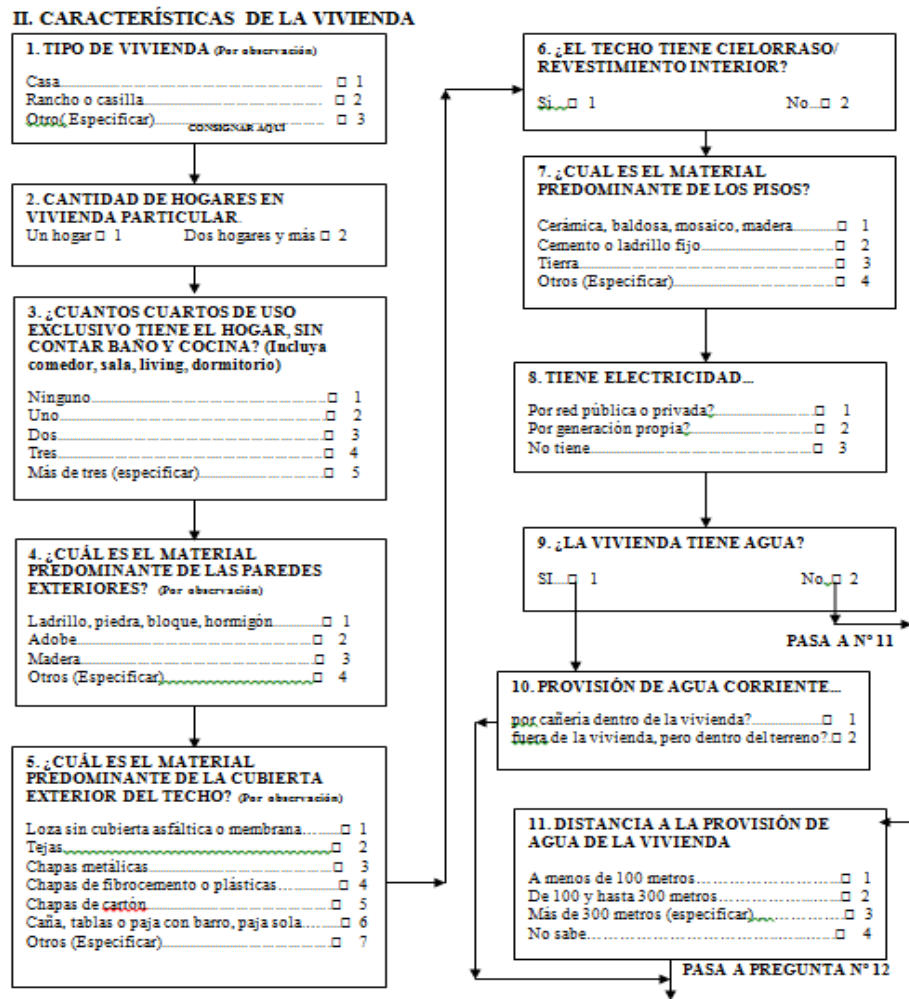 II. CARACTERÍSTICAS DE LA VIVIENDA
1. TIPO DE VIVIENDA (Por observación)
Casa □ 1
Rancho o casilla □ 2
Otro( Especificar) □ 3
CONSIGNAR AQUÍ
2. CANTIDAD DE HOGARES EN
VIVIENDA PARTICULAR.
Un hogar □ 1 Dos hogares y más □ 2
3. ¿CUANTOS CUARTOS DE USO
EXCLUSIVO TIENE EL HOGAR, SIN
CONTAR BAÑO Y COCINA? (Incluya
comedor, sala, living, dormitorio)
Ninguno □ 1
Uno □ 2
Dos □ 3
Tres □ 4
Más de tres (especificar) □ 5
4. ¿CUÁL ES EL MATERIAL
PREDOMINANTE DE LAS PAREDES
EXTERIORES? (Por observación)
Ladrillo, piedra, bloque, hormigón □ 1
Adobe □ 2
Madera □ 3
Otros (Especificar) □ 4
5. ¿CUÁL ES EL MATERIAL
PREDOMINANTE DE LA CUBIERTA
EXTERIOR DEL TECHO? (Por observación)
Loza sin cubierta asfáltica o membrana □ 1
Tejas □ 2
Chapas metálicas □ 3
Chapas de fibrocemento o plásticas □ 4
Chapas de cartón □ 5
Caña, tablas o paja con barro, paja sola □ 6
Otros (Especificar) □ 7
6. ¿EL TECHO TIENE CIELORRASO/
REVESTIMIENTO INTERIOR?
Si □ 1 No □ 2
7. ¿CUAL ES EL MATERIAL
PREDOMINANTE DE LOS PISOS?
Cerámica, baldosa, mosaico, madera □ 1
Cemento o ladrillo fijo □ 2
Tierra □ 3
Otros (Especificar) □ 4
8. TIENE ELECTRICIDAD...
Por red pública o privada? □ 1
Por generación propia? □ 2
No tiene □ 3
9. ¿LA VIVIENDA TIENE AGUA?
SI □ 1 No □ 2
PASA A Nº 11
10. PROVISIÓN DE AGUA CORRIENTE...
por cañería dentro de la vivienda? □ 1
fuera de la vivienda, pero dentro del terreno? □ 2
11. DISTANCIA A LA PROVISIÓN DE
AGUA DE LA VIVIENDA
A menos de 100 metros □ 1
De 100 y hasta 300 metros □ 2
Más de 300 metros (especificar) □ 3
No sabe □ 4
PASA A PREGUNTA Nº 12